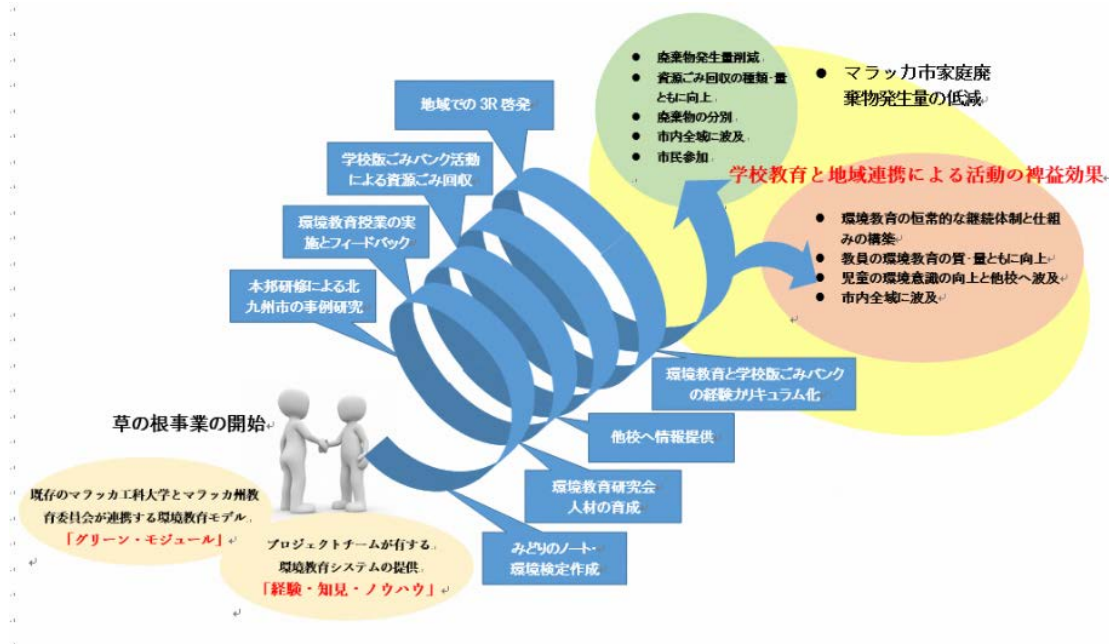 ● 廃棄物発生量削減
● 資源ごみ回収の種類・量
ともに向上
● 廃棄物の分別
● 市内全域に波及
● 市民参加
● マラッカ市家庭廃
棄物発生量の低減
学校教育と地域連携による活動の裨益効果
● 環境教育の恒常的な継続体制と仕組
みの構築
● 教員の環境教育の質・量ともに向上
● 児童の環境意識の向上と他校へ波及
● 市内全域に波及
地域での 3R 啓発
学校版ごみバンク活動
による資源ごみ回収
環境教育授業の実
施とフィードバック
本邦研修による北
九州市の事例研究
環境教育と学校版ごみバンク
の経験カリキュラム化
他校へ情報提供
環境教育研究会
人材の育成
みどりのノート・
環境検定作成
草の根事業の開始
既存のマラッカ工科大学とマラッカ州教
育委員会が連携する環境教育モデル
「グリーン・モジュール」
プロジェクトチームが有する
環境教育システムの提供
「経験・知見・ノウハウ」